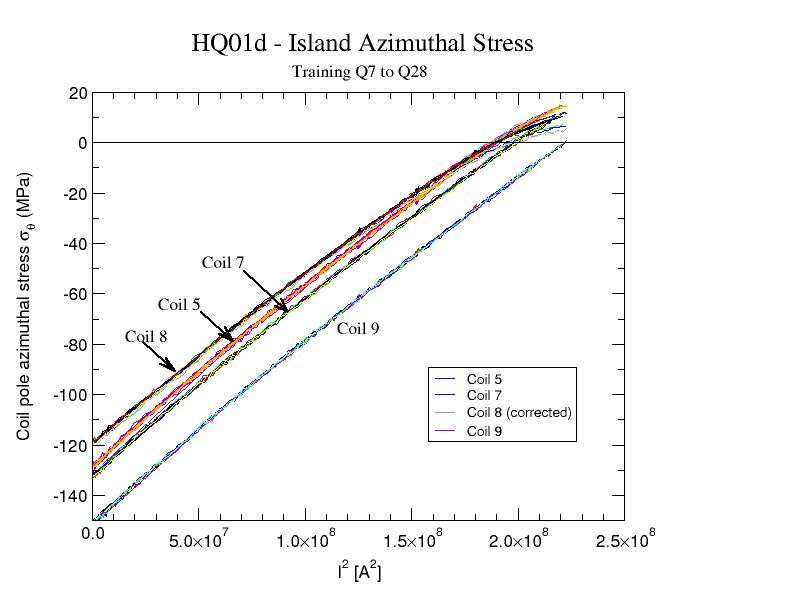 HQ01d - Island Azimuthal Stress
Training Q7 to Q28
20
0
-20
-40
-60
-80
-100
-120
-140
Coil pole azimuthal stress σθ (MPa)
Coil 7
Coil 5
Coil 8
Coil 9
Coil 5
Coil 7
Coil 8 (corrected)
Coil 9
0.0 5.0×10⁷ 1.0×10⁸ 1.5×10⁸ 2.0×10⁸ 2.5×10⁸
I² [A²]